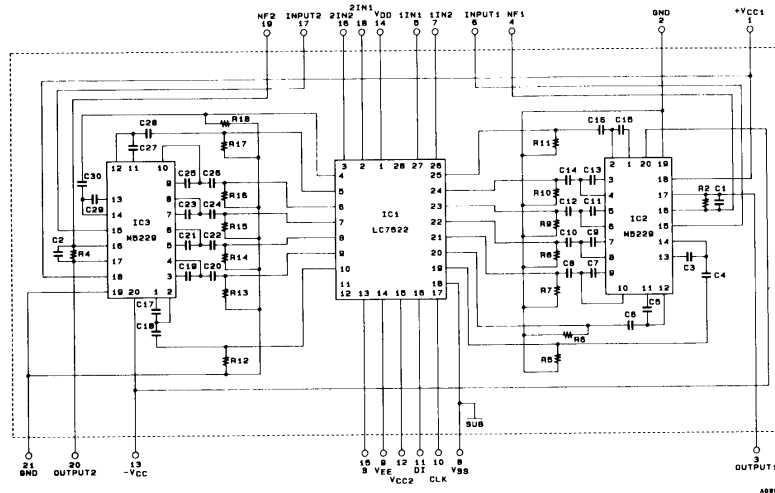 2IN1
NF2 INPUT2 2IN2 VDD 1IN1 1IN2 INPUT1 NF1 GND +VCC1
19 17 16 18 14 5 7 6 4 2 1
R18
C28
R17
C27
C30
C29
12 11 10
13
14
15
16
17
18
19 20 1 2
9
8
7
6
5
4
3
IC3
M5229
C25 C26
R16
C23 C24
R15
C21 C22
R14
C19 C20
R13
C2
R4
C17
C18
R12
3 2 1 28 27 26
4
5
6
7
8
9
10
11
12 13 14 15 16 17
25
24
23
22
21
20
19
18
IC1
LC7522
C16 C15
R11
C14 C13
R10
C12 C11
R9
C10 C9
C8 C7
R7
2 1 20 19
3
4
5
6
7
8
9
10 11 12
18
17
16
15
14
13
IC2
M5229
R2 C1
C3
C4
C5
C6
R6
R5
SUB
21 20 13 15 9 12 11 10 8 3
GND OUTPUT2 -VCC S VEE VCC2 DI CLK VSS OUTPUT1